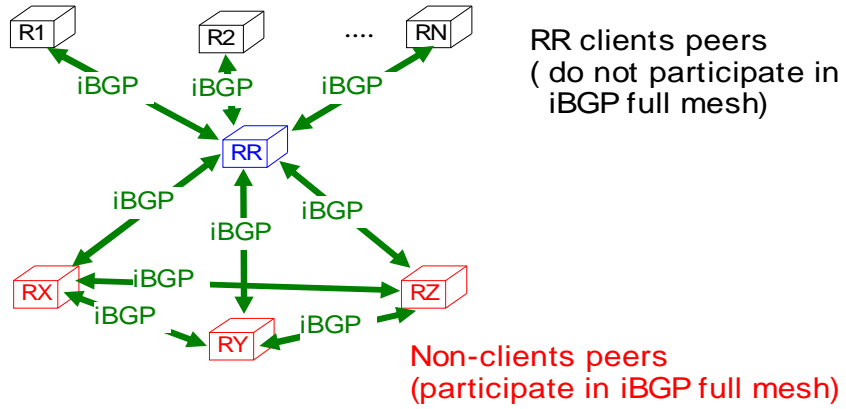 R1
R2
....
RN
RR clients peers
( do not participate in
iBGP full mesh)
iBGP
iBGP
iBGP
RR
iBGP
iBGP
iBGP
RX
iBGP
RZ
iBGP
iBGP
RY
Non-clients peers
(participate in iBGP full mesh)